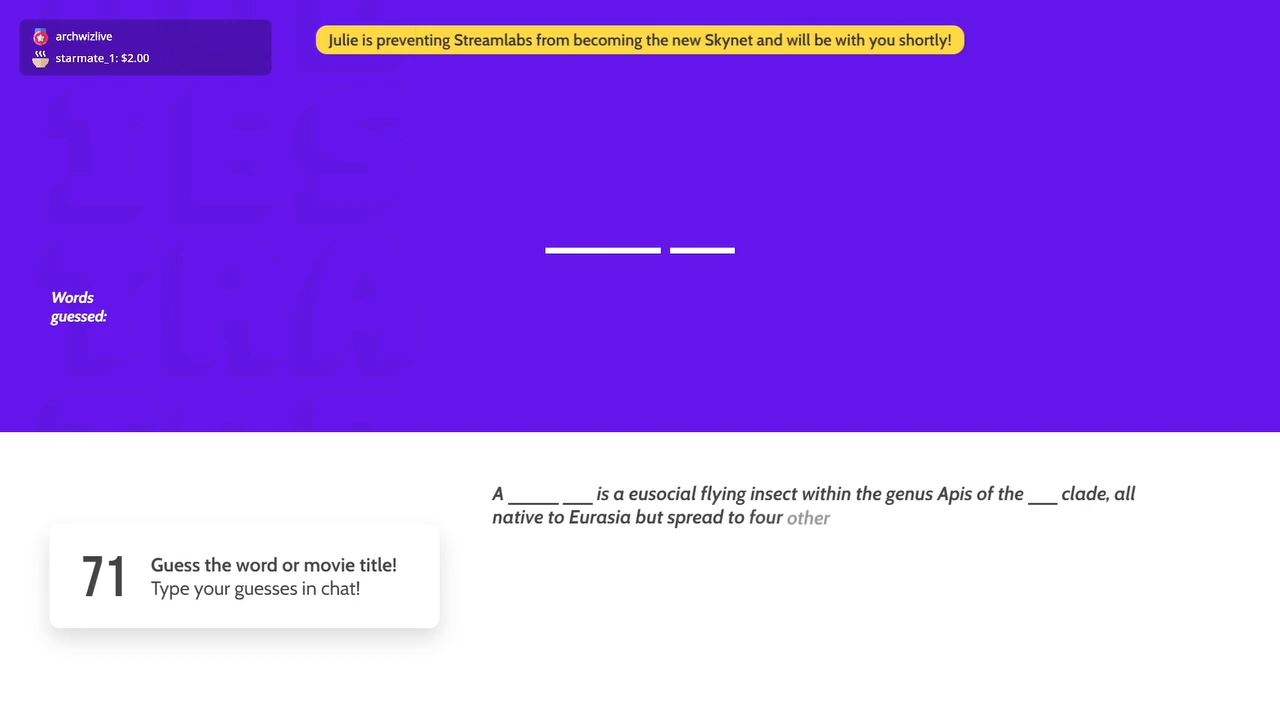 archwizlive
starmate_1: $2.00
Julie is preventing Streamlabs from becoming the new Skynet and will be with you shortly!
Words
guessed:
A _____ ___ is a eusocial flying insect within the genus Apis of the ___ clade, all
native to Eurasia but spread to four other
71
Guess the word or movie title!
Type your guesses in chat!